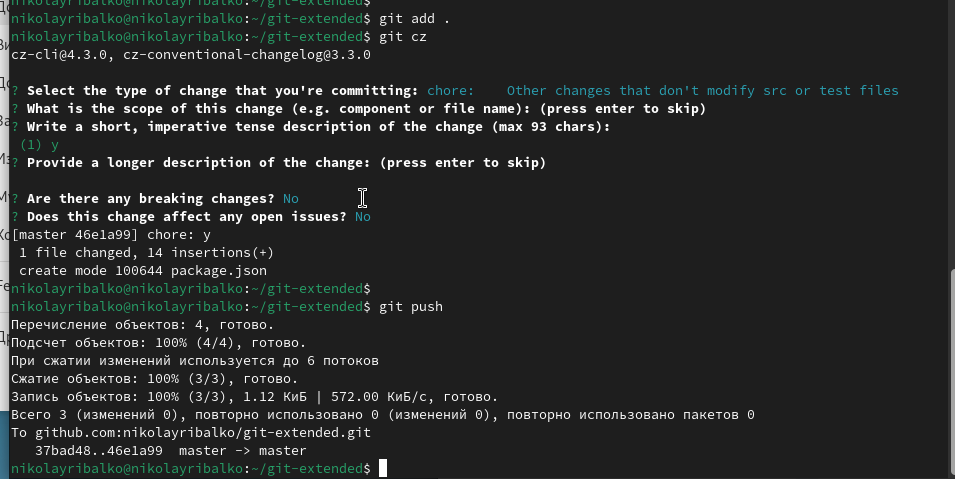 nikolayribalko@nikolayribalko:~/git-extended$
nikolayribalko@nikolayribalko:~/git-extended$ git add .
nikolayribalko@nikolayribalko:~/git-extended$ git cz
cz-cli@4.3.0, cz-conventional-changelog@3.3.0
? Select the type of change that you're committing: chore:    Other changes that don't modify src or test files
? What is the scope of this change (e.g. component or file name): (press enter to skip)
? Write a short, imperative tense description of the change (max 93 chars):
(1) y
? Provide a longer description of the change: (press enter to skip)
? Are there any breaking changes? No
? Does this change affect any open issues? No
[master 46e1a99] chore: y
1 file changed, 14 insertions(+)
create mode 100644 package.json
nikolayribalko@nikolayribalko:~/git-extended$
nikolayribalko@nikolayribalko:~/git-extended$ git push
Перечисление объектов: 4, готово.
Подсчет объектов: 100% (4/4), готово.
При сжатии изменений используется до 6 потоков
Сжатие объектов: 100% (3/3), готово.
Запись объектов: 100% (3/3), 1.12 КиБ | 572.00 КиБ/с, готово.
Всего 3 (изменений 0), повторно использовано 0 (изменений 0), повторно использовано пакетов 0
To github.com:nikolayribalko/git-extended.git
37bad48..46e1a99  master -> master
nikolayribalko@nikolayribalko:~/git-extended$